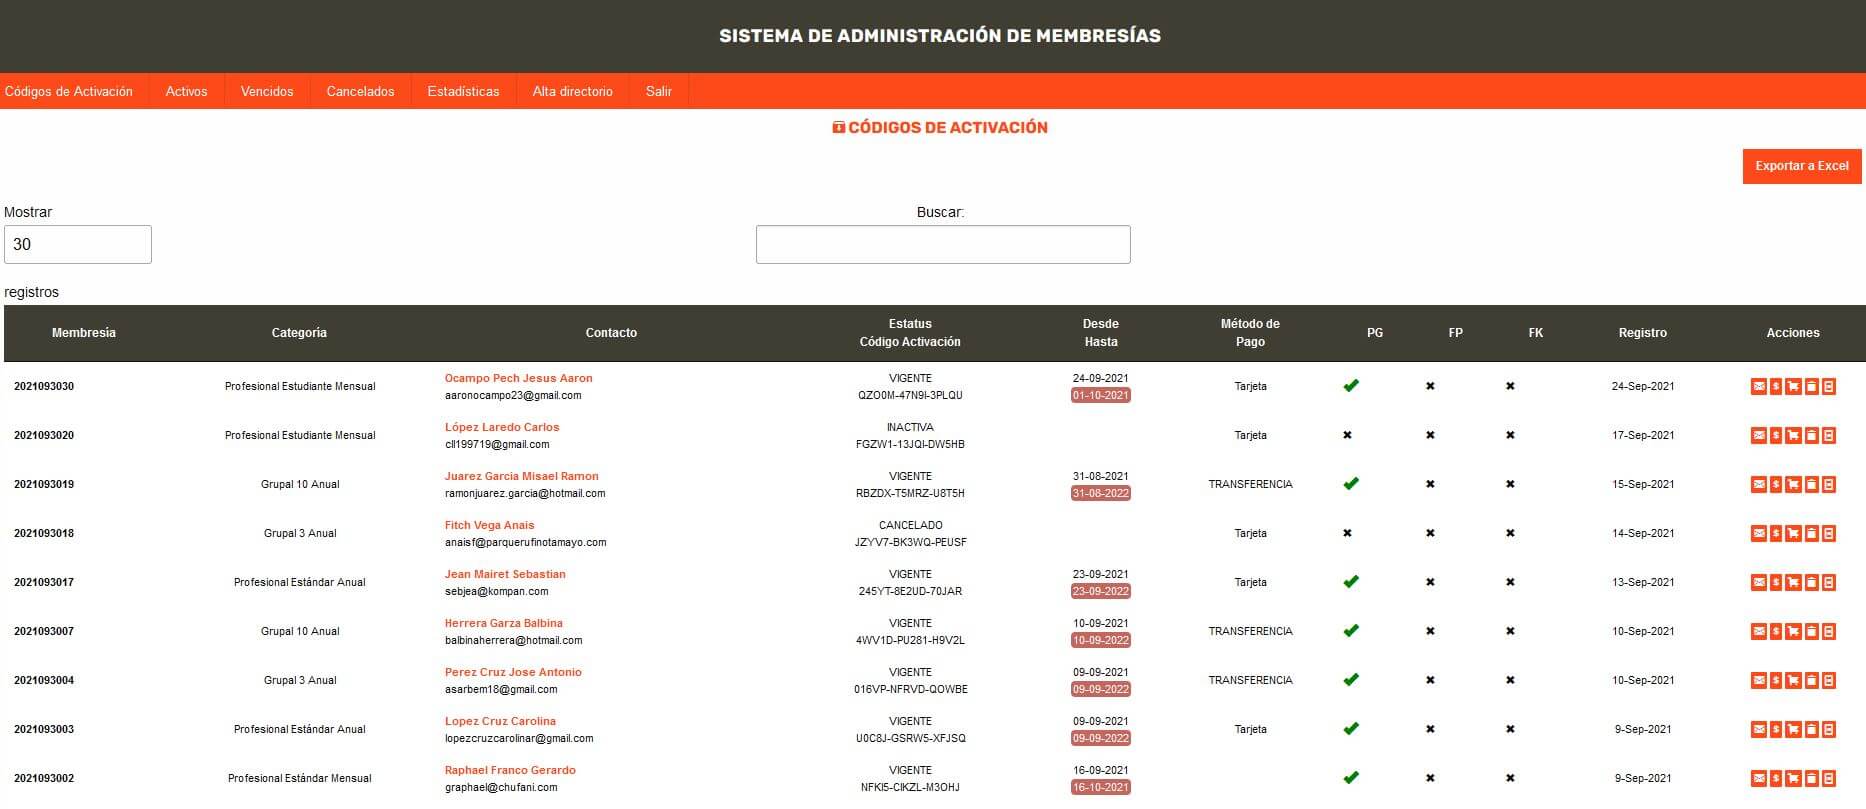 SISTEMA DE ADMINISTRACIÓN DE MEMBRESÍAS
Códigos de Activación Activos Vencidos Cancelados Estadísticas Alta directorio Salir
CÓDIGOS DE ACTIVACIÓN
Exportar a Excel
Mostrar
Buscar:
30
registros
Membresía Categoría Contacto Estatus Código Activación Desde Hasta Método de Pago PG FP FK Registro Acciones
2021093030 Profesional Estudiante Mensual Ocampo Pech Jesus Aaron VIGENTE 24-09-2021 Tarjeta 24-Sep-2021
aaronocampo23@gmail.com QZO0M-47N9I-3PLQU 01-10-2021
2021093020 Profesional Estudiante Mensual López Laredo Carlos INACTIVA Tarjeta 17-Sep-2021
cll199719@gmail.com FGZW1-13JQI-DW5HB
2021093019 Grupal 10 Anual Juarez Garcia Misael Ramon VIGENTE 31-08-2021 TRANSFERENCIA 15-Sep-2021
ramonjuarez.garcia@hotmail.com RBZDX-T5MRZ-U8T5H 31-08-2022
2021093018 Grupal 3 Anual Fitch Vega Anais CANCELADO Tarjeta 14-Sep-2021
anaisf@parquerufinotamayo.com JZYV7-BK3WQ-PEUSF
2021093017 Profesional Estándar Anual Jean Mairet Sebastian VIGENTE 23-09-2021 Tarjeta 13-Sep-2021
sebjea@kompan.com 245YT-8E2UD-70JAR 23-09-2022
2021093007 Grupal 10 Anual Herrera Garza Balbina VIGENTE 10-09-2021 TRANSFERENCIA 10-Sep-2021
balbinaherrera@hotmail.com 4WV1D-PU281-H9V2L 10-09-2022
2021093004 Grupal 3 Anual Perez Cruz Jose Antonio VIGENTE 09-09-2021 TRANSFERENCIA 10-Sep-2021
asarbem18@gmail.com 016VP-NFRVD-QOWBE 09-09-2022
2021093003 Profesional Estándar Anual Lopez Cruz Carolina VIGENTE 09-09-2021 Tarjeta 9-Sep-2021
lopezcruzcarolinar@gmail.com U0C8J-GSRW5-XFJSQ 09-09-2022
2021093002 Profesional Estándar Mensual Raphael Franco Gerardo VIGENTE 16-09-2021 9-Sep-2021
graphael@chufani.com NFKI5-CIKZL-M3OHJ 16-10-2021